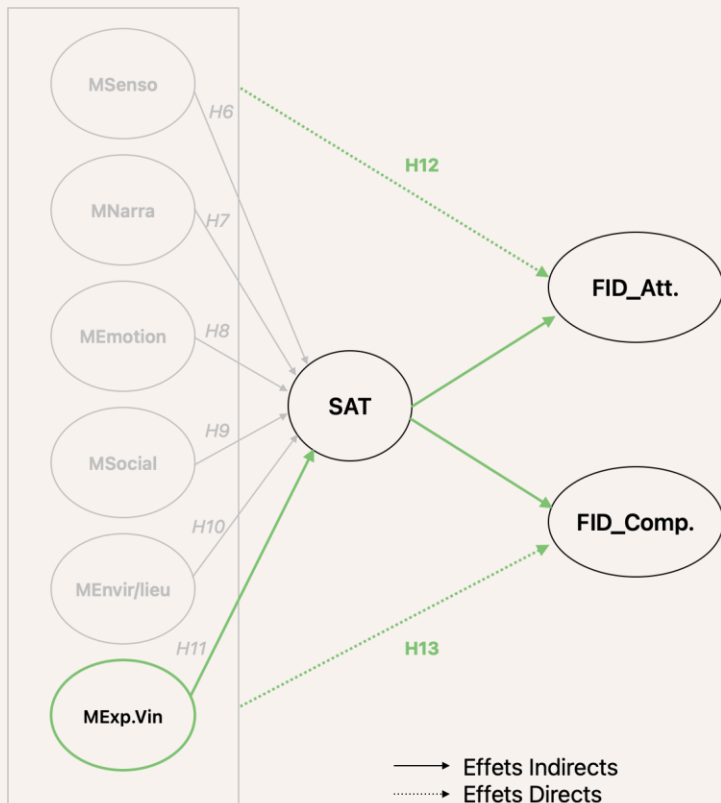 MSenso
H6
H12
MNarra
H7
FID_Att.
MEmotion
H8
SAT
MSocial
H9
H10
FID_Comp.
MEnvir/lieu
H11
H13
MExp.Vin
Effets Indirects
Effets Directs